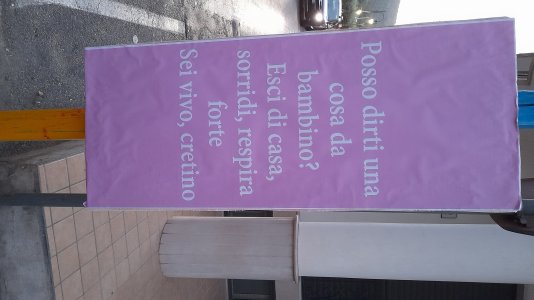 Posso dirti una
cosa da
bambino?
Esci di casa,
sorridi, respira
forte
Sei vivo, cretino